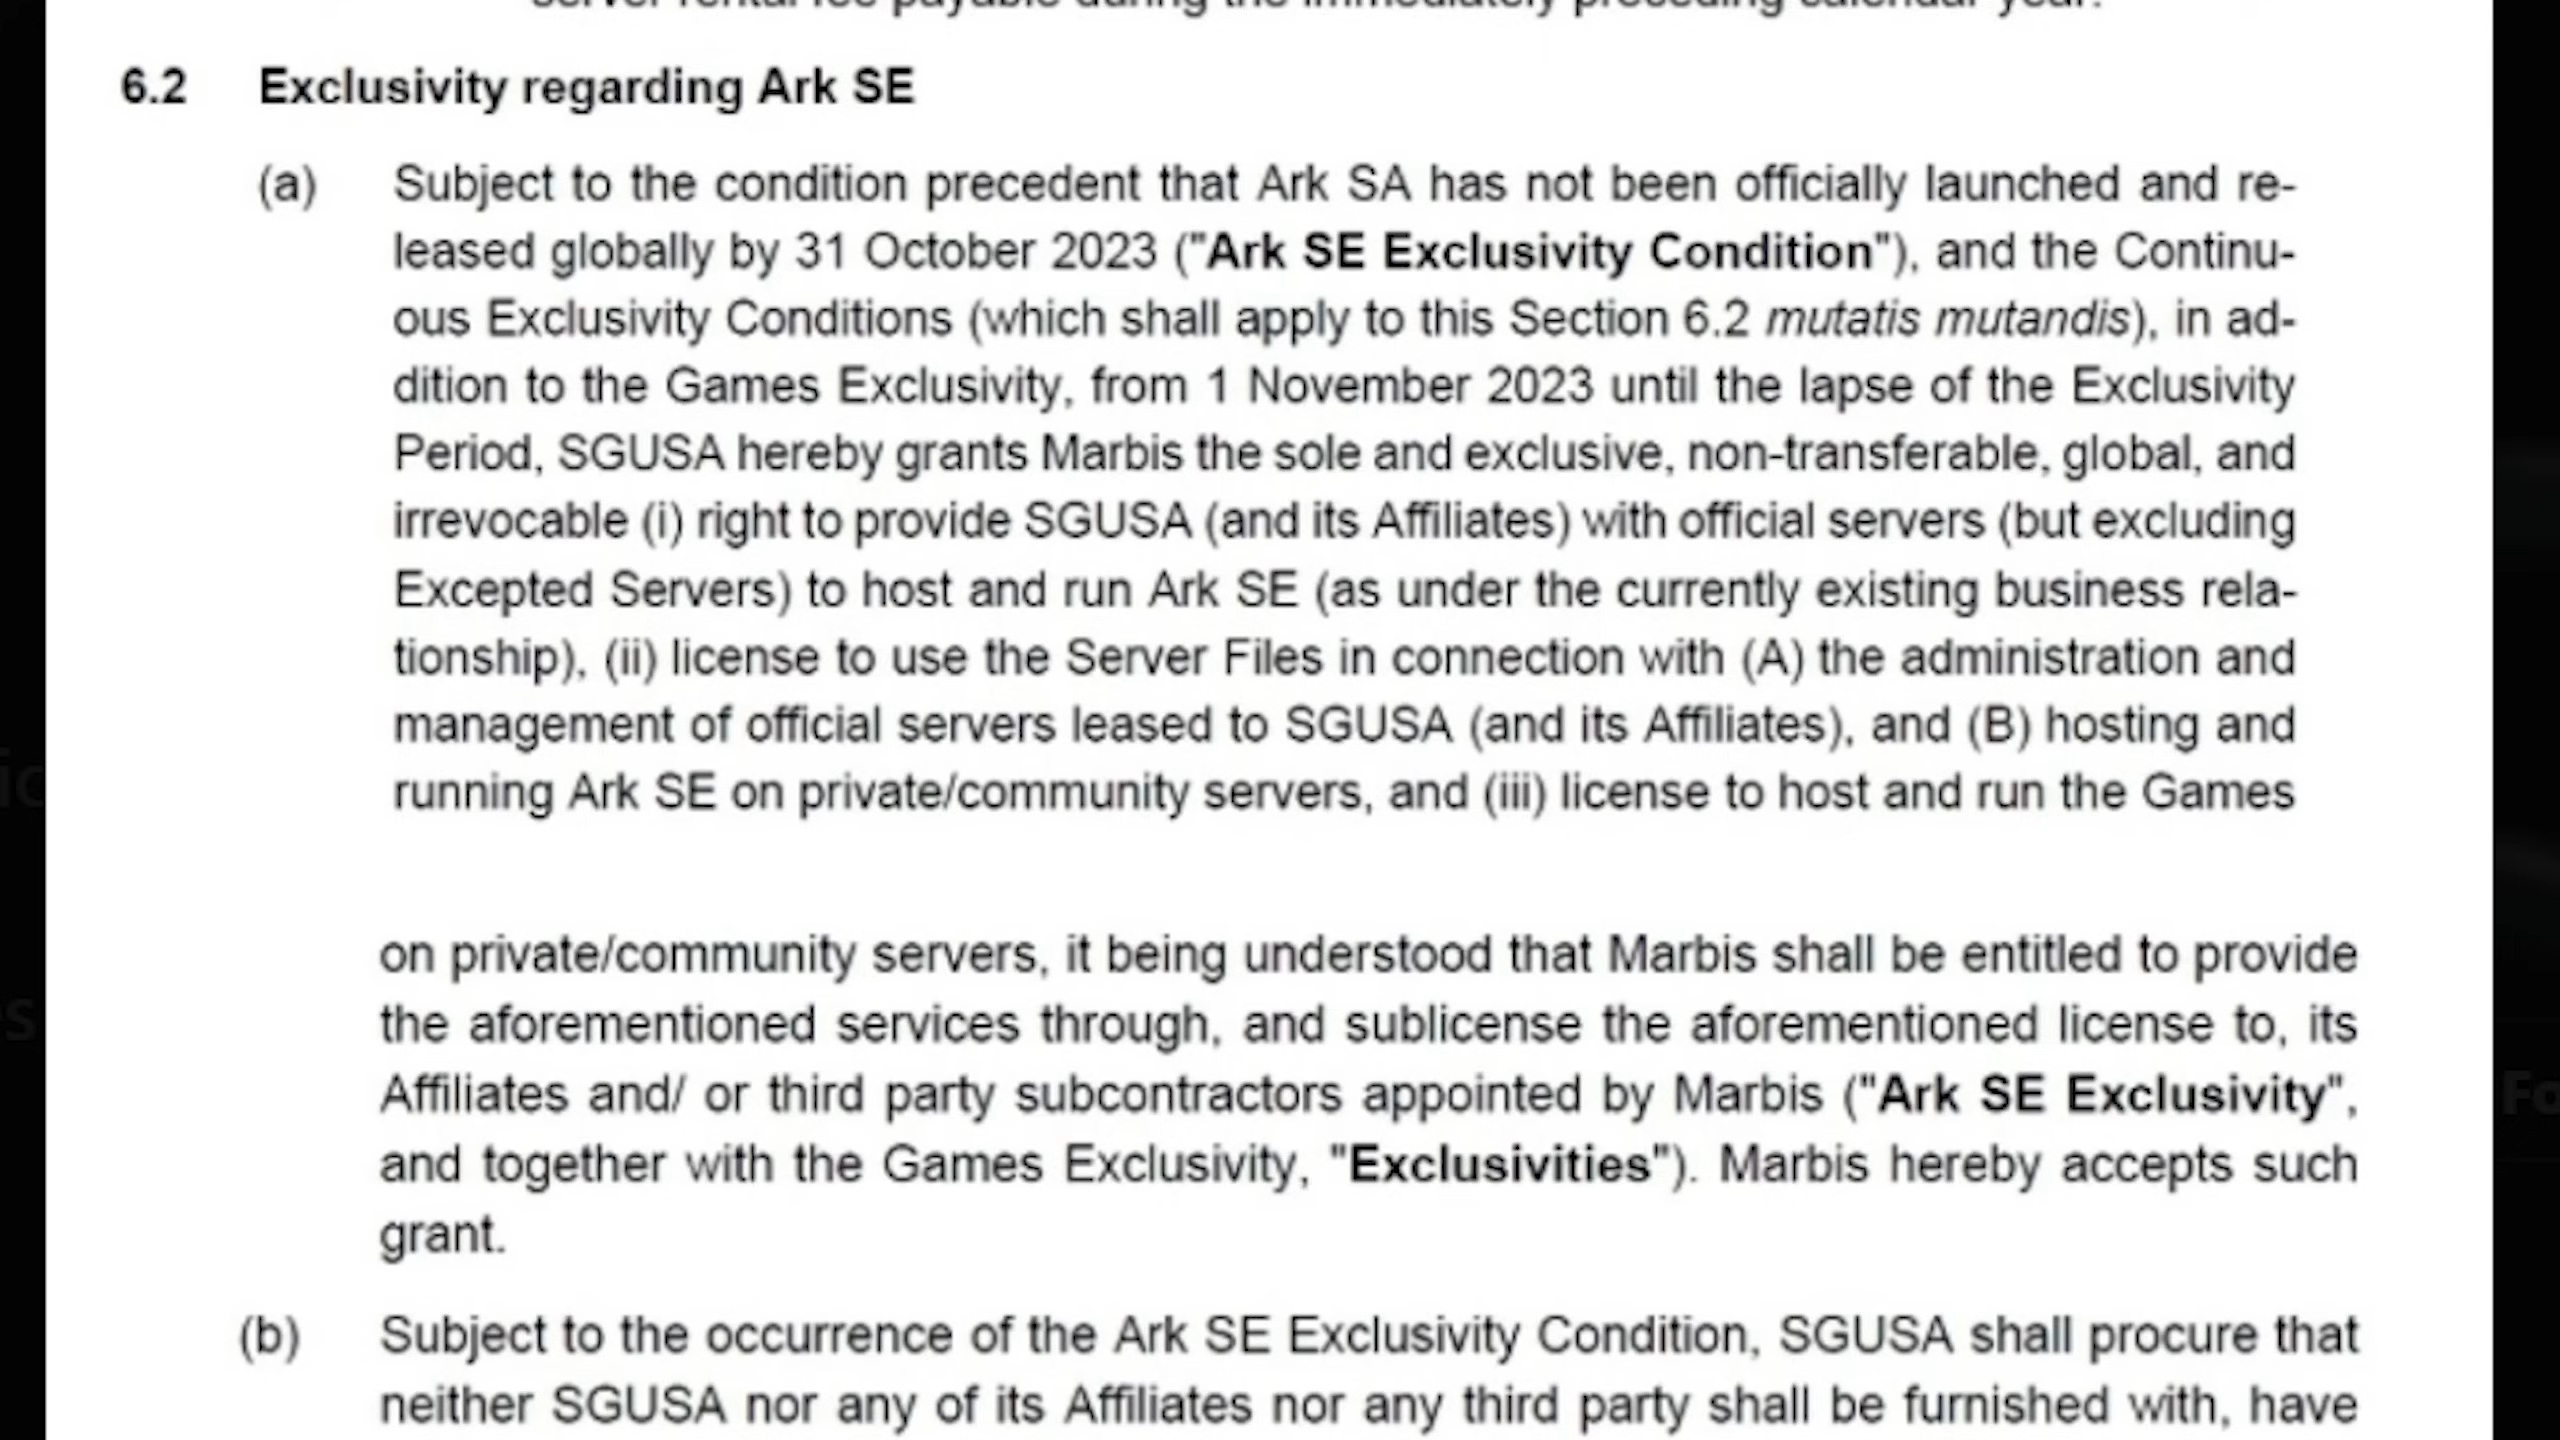 server rental fee payable during the immediately preceding calendar year.
6.2 Exclusivity regarding Ark SE
(a) Subject to the condition precedent that Ark SA has not been officially launched and re-
leased globally by 31 October 2023 ("Ark SE Exclusivity Condition"), and the Continu-
ous Exclusivity Conditions (which shall apply to this Section 6.2 mutatis mutandis), in ad-
dition to the Games Exclusivity, from 1 November 2023 until the lapse of the Exclusivity
Period, SGUSA hereby grants Marbis the sole and exclusive, non-transferable, global, and
irrevocable (i) right to provide SGUSA (and its Affiliates) with official servers (but excluding
Excepted Servers) to host and run Ark SE (as under the currently existing business rela-
tionship), (ii) license to use the Server Files in connection with (A) the administration and
management of official servers leased to SGUSA (and its Affiliates), and (B) hosting and
running Ark SE on private/community servers, and (iii) license to host and run the Games
on private/community servers, it being understood that Marbis shall be entitled to provide
the aforementioned services through, and sublicense the aforementioned license to, its
Affiliates and/ or third party subcontractors appointed by Marbis ("Ark SE Exclusivity",
and together with the Games Exclusivity, "Exclusivities"). Marbis hereby accepts such
grant.
(b) Subject to the occurrence of the Ark SE Exclusivity Condition, SGUSA shall procure that
neither SGUSA nor any of its Affiliates nor any third party shall be furnished with, have